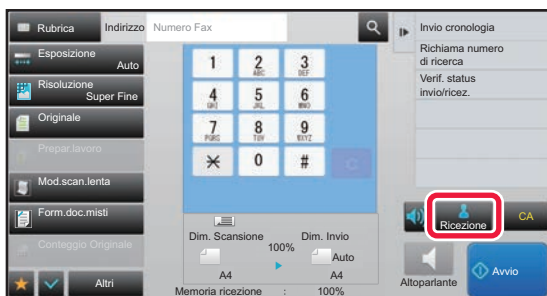 Rubrica
Indirizzo
Numero Fax
Esposizione
Auto
Risoluzione
Super Fine
Originale
Prepar.lavoro
Mod.scan.lenta
Form.doc.misti
Conteggio Originale
Altri
1
2
ABC
3
DEF
4
GHI
5
JKL
6
MNO
7
PQRS
8
TUV
9
WXYZ
0
#
C
Dim. Scansione
100%
Dim. Invio
Auto
A4
A4
Memoria ricezione : 100%
Invio cronologia
Richiama numero
di ricerca
Verif. status
invio/ricez.
Ricezione
CA
Altoparlante
Avvio